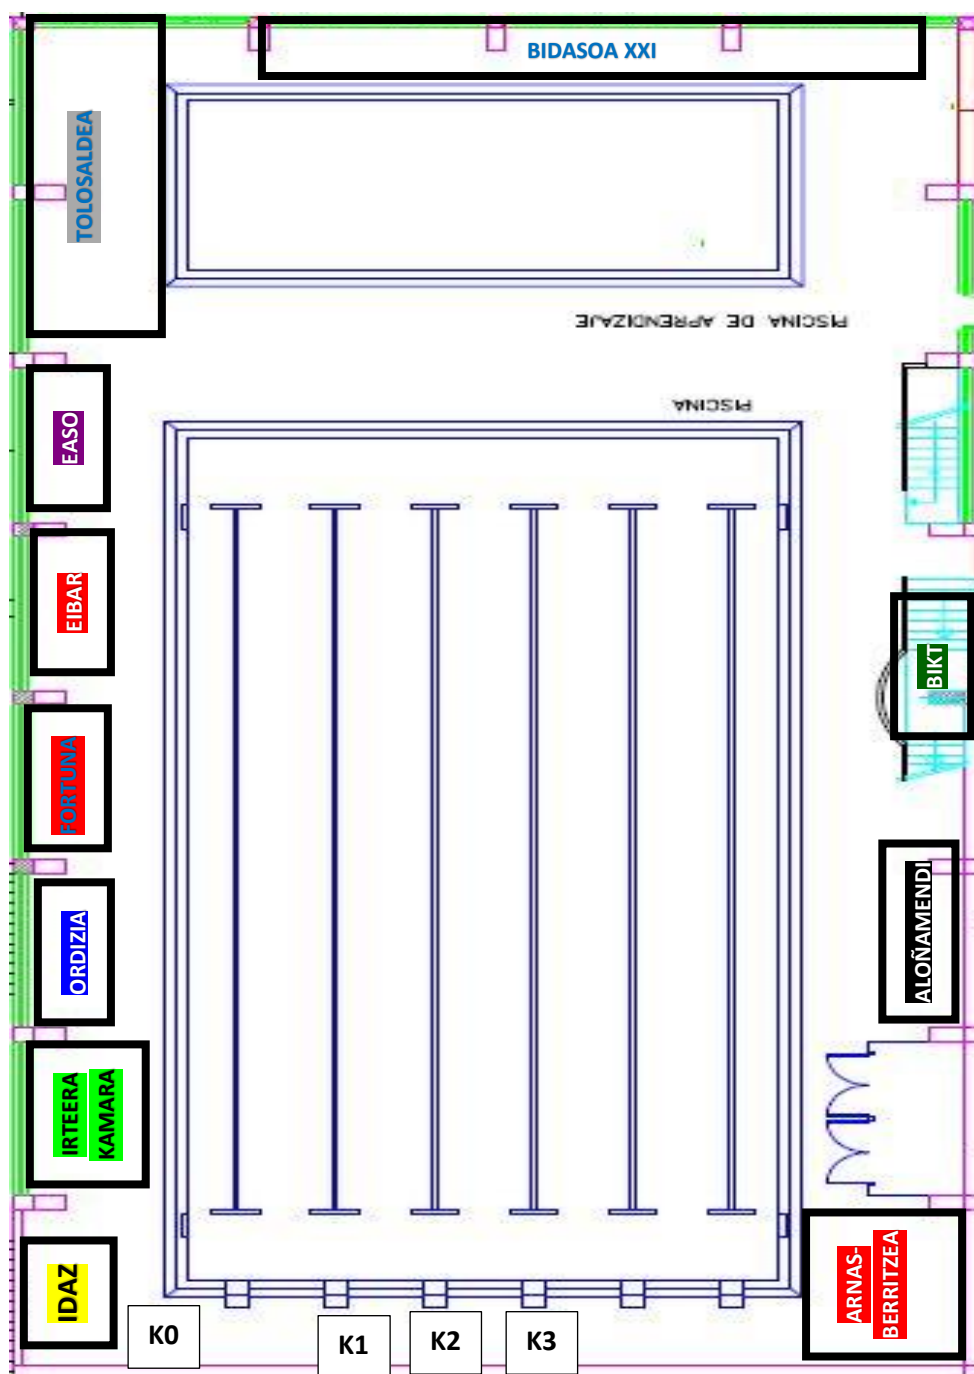 BIDASOA XXI
TOLOSALDEA
PISCINA DE APRENDIZAJE
PISCINA
EASO
EIBAR
BIKT
FORTUNA
ALOÑAMENDI
ORDIZIA
IRTEERA
KAMARA
ARNAS-
BERRITZEA
IDAZ
K0
K1
K2
K3